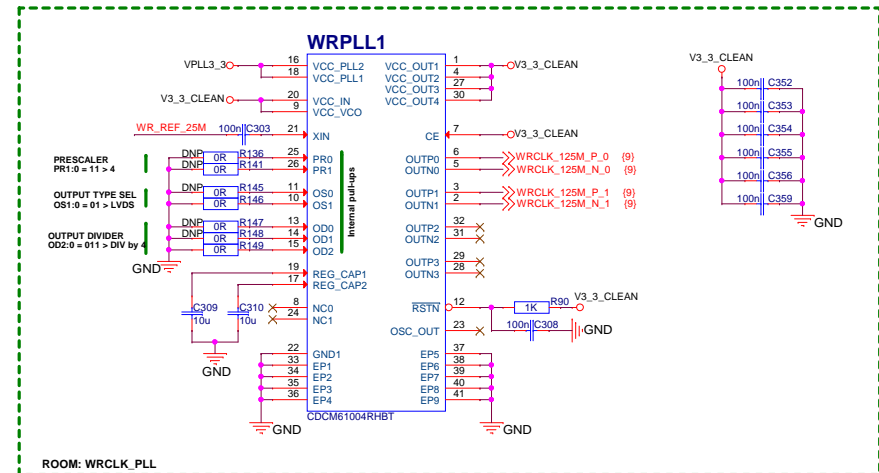 WRPLL1
VPLL3_3
16 VCC_PLL2
18 VCC_PLL1
V3_3_CLEAN
20 VCC_IN
9 VCC_VCO
WR_REF_25M 100n C303 21 XIN
PRESCALER
PR1:0 = 11 > 4
DNP 0R R136 25 PR0
DNP 0R R141 26 PR1
OUTPUT TYPE SEL
OS1:0 = 01 > LVDS
DNP 0R R145 11 OS0
0R R146 10 OS1
OUTPUT DIVIDER
OD2:0 = 011 > DIV by 4
DNP 0R R147 13 OD0
DNP 0R R148 14 OD1
0R R149 15 OD2
Internal pull-ups
GND
19 REG_CAP1
17 REG_CAP2
C309 10u
C310 10u
GND
8 NC0
24 NC1
22 GND1
33 EP1
34 EP2
35 EP3
36 EP4
GND
CDCM61004RHBT
VCC_OUT1 1 V3_3_CLEAN
VCC_OUT2 4
VCC_OUT3 27
VCC_OUT4 30
CE 7 V3_3_CLEAN
OUTP0 6 WRCLK_125M_P_0 {9}
OUTN0 5 WRCLK_125M_N_0 {9}
OUTP1 3 WRCLK_125M_P_1 {9}
OUTN1 2 WRCLK_125M_N_1 {9}
OUTP2 32
OUTN2 31
OUTP3 29
OUTN3 28
RSTN 12 1K R90 V3_3_CLEAN
100n C308 GND
OSC_OUT 23
EP5 37
EP6 38
EP7 39
EP8 40
EP9 41
GND
V3_3_CLEAN
100n C352
100n C353
100n C354
100n C355
100n C356
100n C359
GND
ROOM: WRCLK_PLL